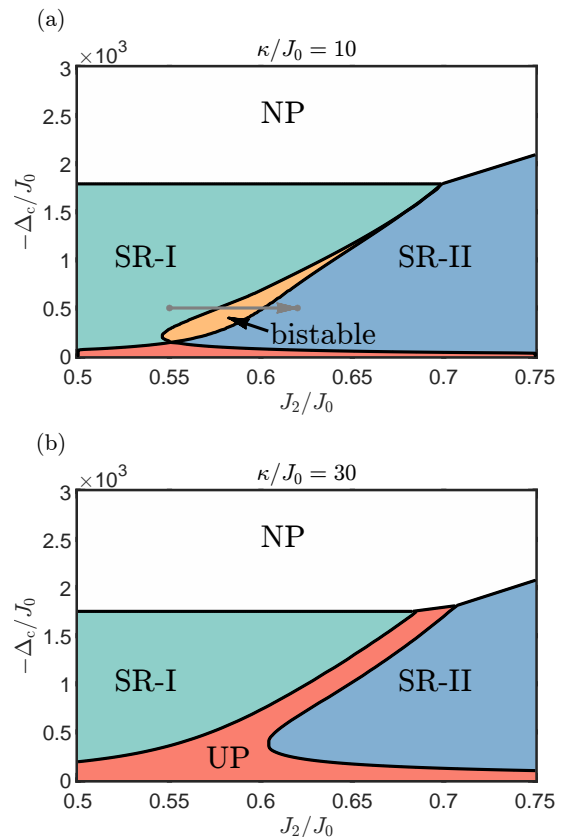 (a)
×10³
κ/J₀ = 10
3
2.5
2
1.5
1
0.5
0
−Δ_c/J₀
NP
SR-I
SR-II
bistable
0.5
0.55
0.6
0.65
0.7
0.75
J₂/J₀
(b)
×10³
κ/J₀ = 30
3
2.5
2
1.5
1
0.5
0
−Δ_c/J₀
NP
SR-I
SR-II
UP
0.5
0.55
0.6
0.65
0.7
0.75
J₂/J₀